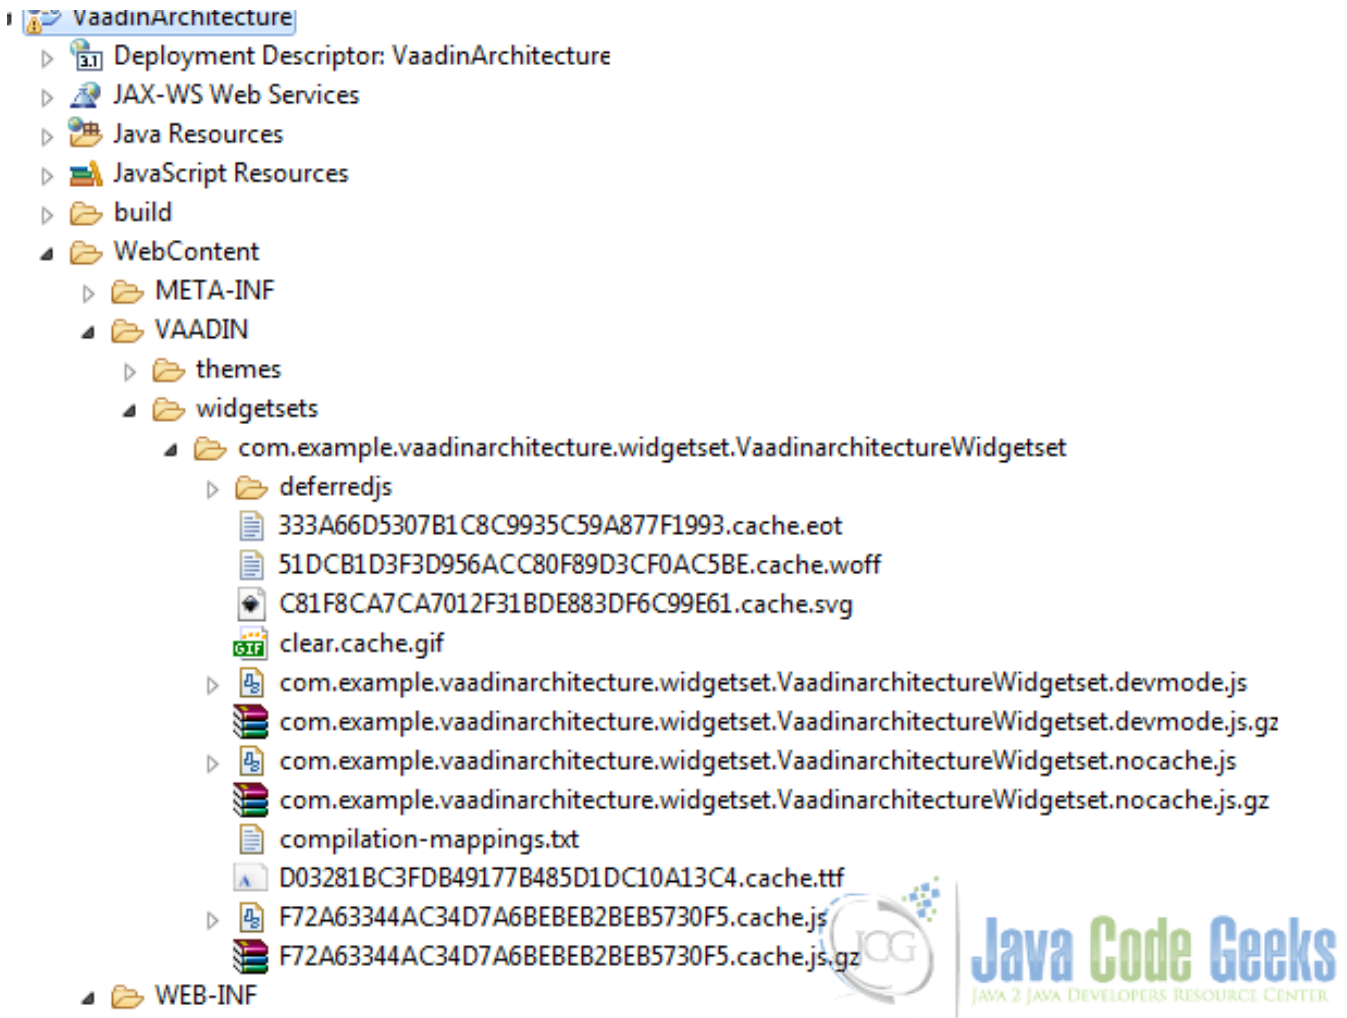 VaadinArchitecture
Deployment Descriptor: VaadinArchitecture
3.1
JAX-WS Web Services
Java Resources
JavaScript Resources
build
WebContent
META-INF
VAADIN
themes
widgetsets
com.example.vaadinarchitecture.widgetset.VaadinarchitectureWidgetset
deferredjs
333A66D5307B1C8C9935C59A877F1993.cache.eot
51DCB1D3F3D956ACC80F89D3CF0AC5BE.cache.woff
C81F8CA7CA7012F31BDE883DF6C99E61.cache.svg
GIF clear.cache.gif
com.example.vaadinarchitecture.widgetset.VaadinarchitectureWidgetset.devmode.js
com.example.vaadinarchitecture.widgetset.VaadinarchitectureWidgetset.devmode.js.gz
com.example.vaadinarchitecture.widgetset.VaadinarchitectureWidgetset.nocache.js
com.example.vaadinarchitecture.widgetset.VaadinarchitectureWidgetset.nocache.js.gz
compilation-mappings.txt
D03281BC3FDB49177B485D1DC10A13C4.cache.ttf
F72A63344AC34D7A6BEBEB2BEB5730F5.cache.js
F72A63344AC34D7A6BEBEB2BEB5730F5.cache.js.gz
WEB-INF
JCG
Java Code Geeks
JAVA 2 JAVA DEVELOPERS RESOURCE CENTER